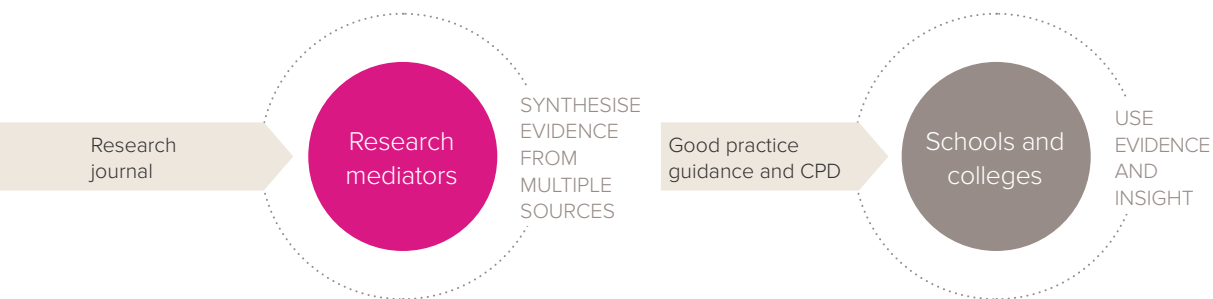 Research
journal
Research
mediators
SYNTHESISE
EVIDENCE
FROM
MULTIPLE
SOURCES
Good practice
guidance and CPD
Schools and
colleges
USE
EVIDENCE
AND
INSIGHT